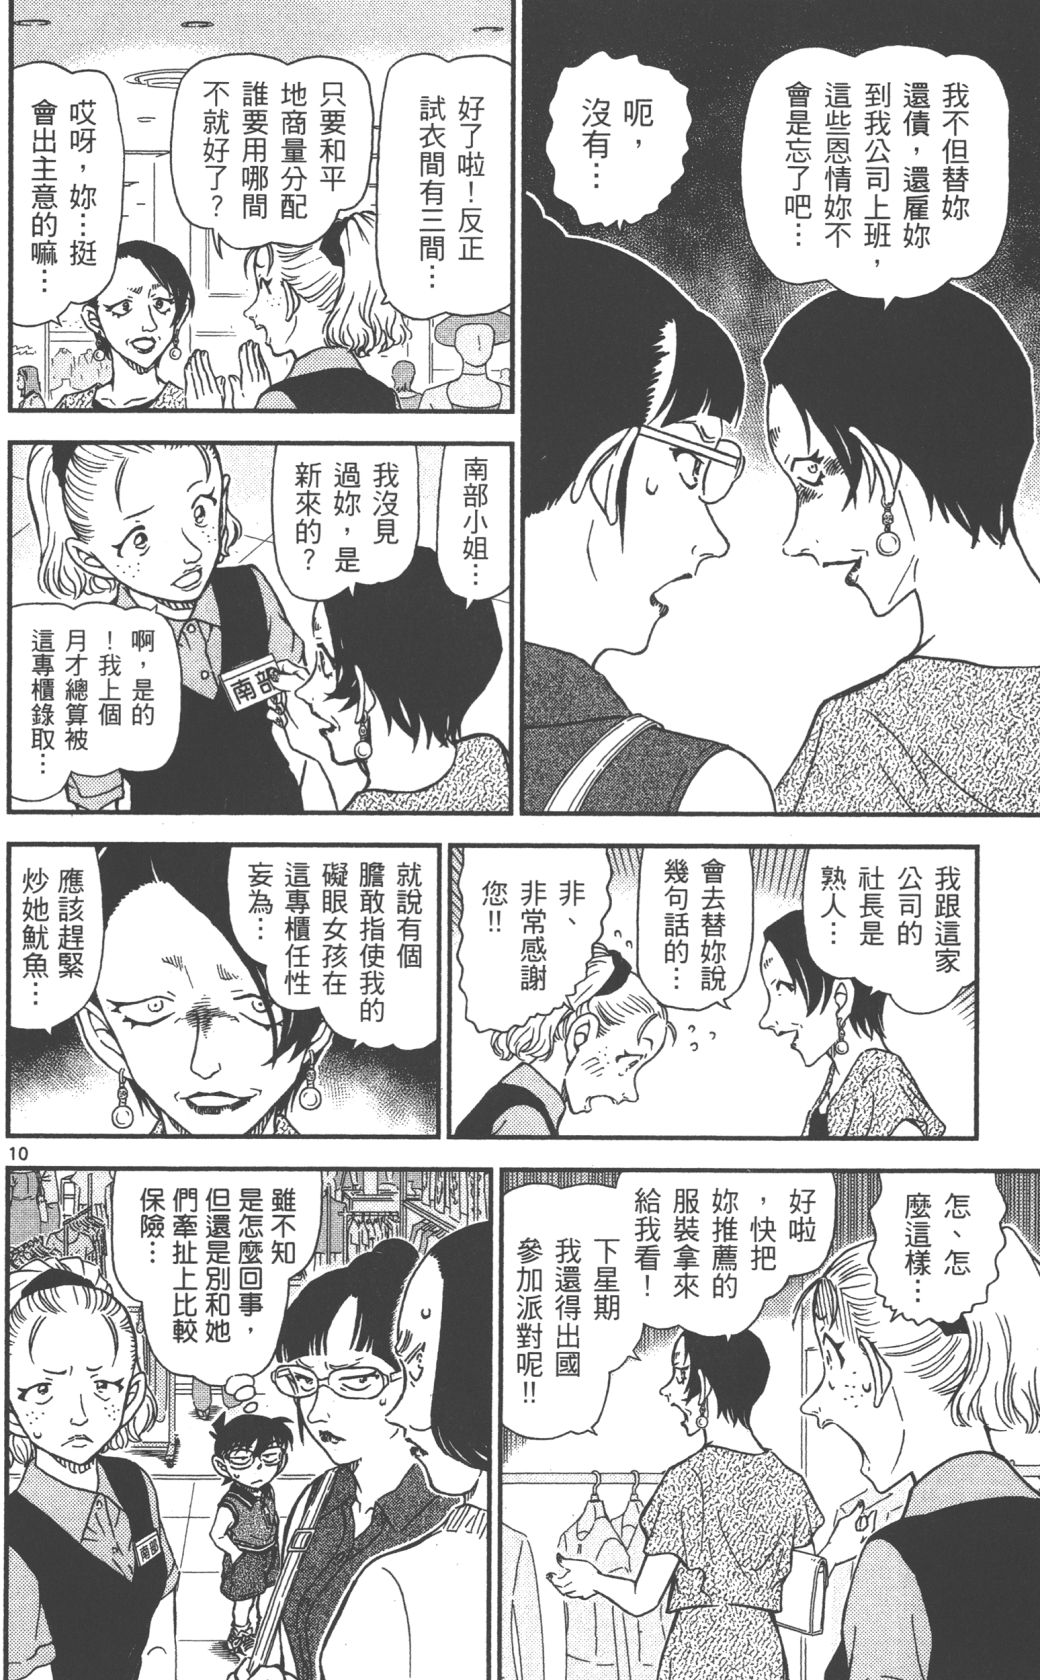 我不但替妳
還債，還雇妳
到我公司上班，
這些恩情妳不
會是忘了吧…
呃，
沒有…
好了啦！反正
試衣間有三間…
只要和平
地商量分配
誰要用哪間
不就好了？
哎呀，妳…挺
會出主意的嘛…
南部小姐…
我沒見
過妳，是
新來的？
南部
啊，是的
！我上個
月才總算被
這專櫃錄取…
我跟這家
公司的
社長是
熟人…
會去替妳說
幾句話的…
非、
非常感謝
您!!
就說有個
膽敢指使我的
礙眼女孩在
這專櫃任性
妄為…
應該趕緊
炒她魷魚…
10
怎、怎
麼這樣…
好啦
，快把
妳推薦的
服裝拿來
給我看！
下星期
我還得出國
參加派對呢!!
雖不知
是怎麼回事，
但還是別和她
們牽扯上比較
保險…
南部